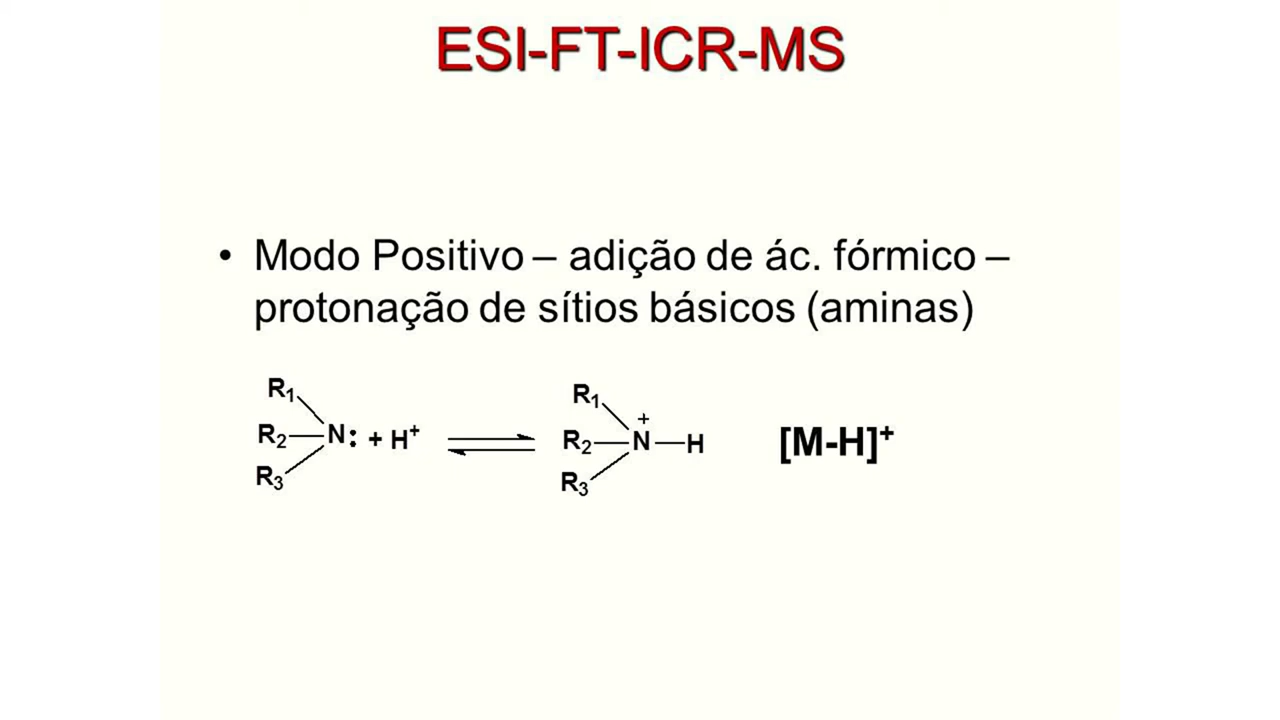 ESI-FT-ICR-MS
• Modo Positivo – adição de ác. fórmico –
protonação de sítios básicos (aminas)
R1
R2—N: + H+
R3
R1
R2—N+—H
R3
[M-H]+